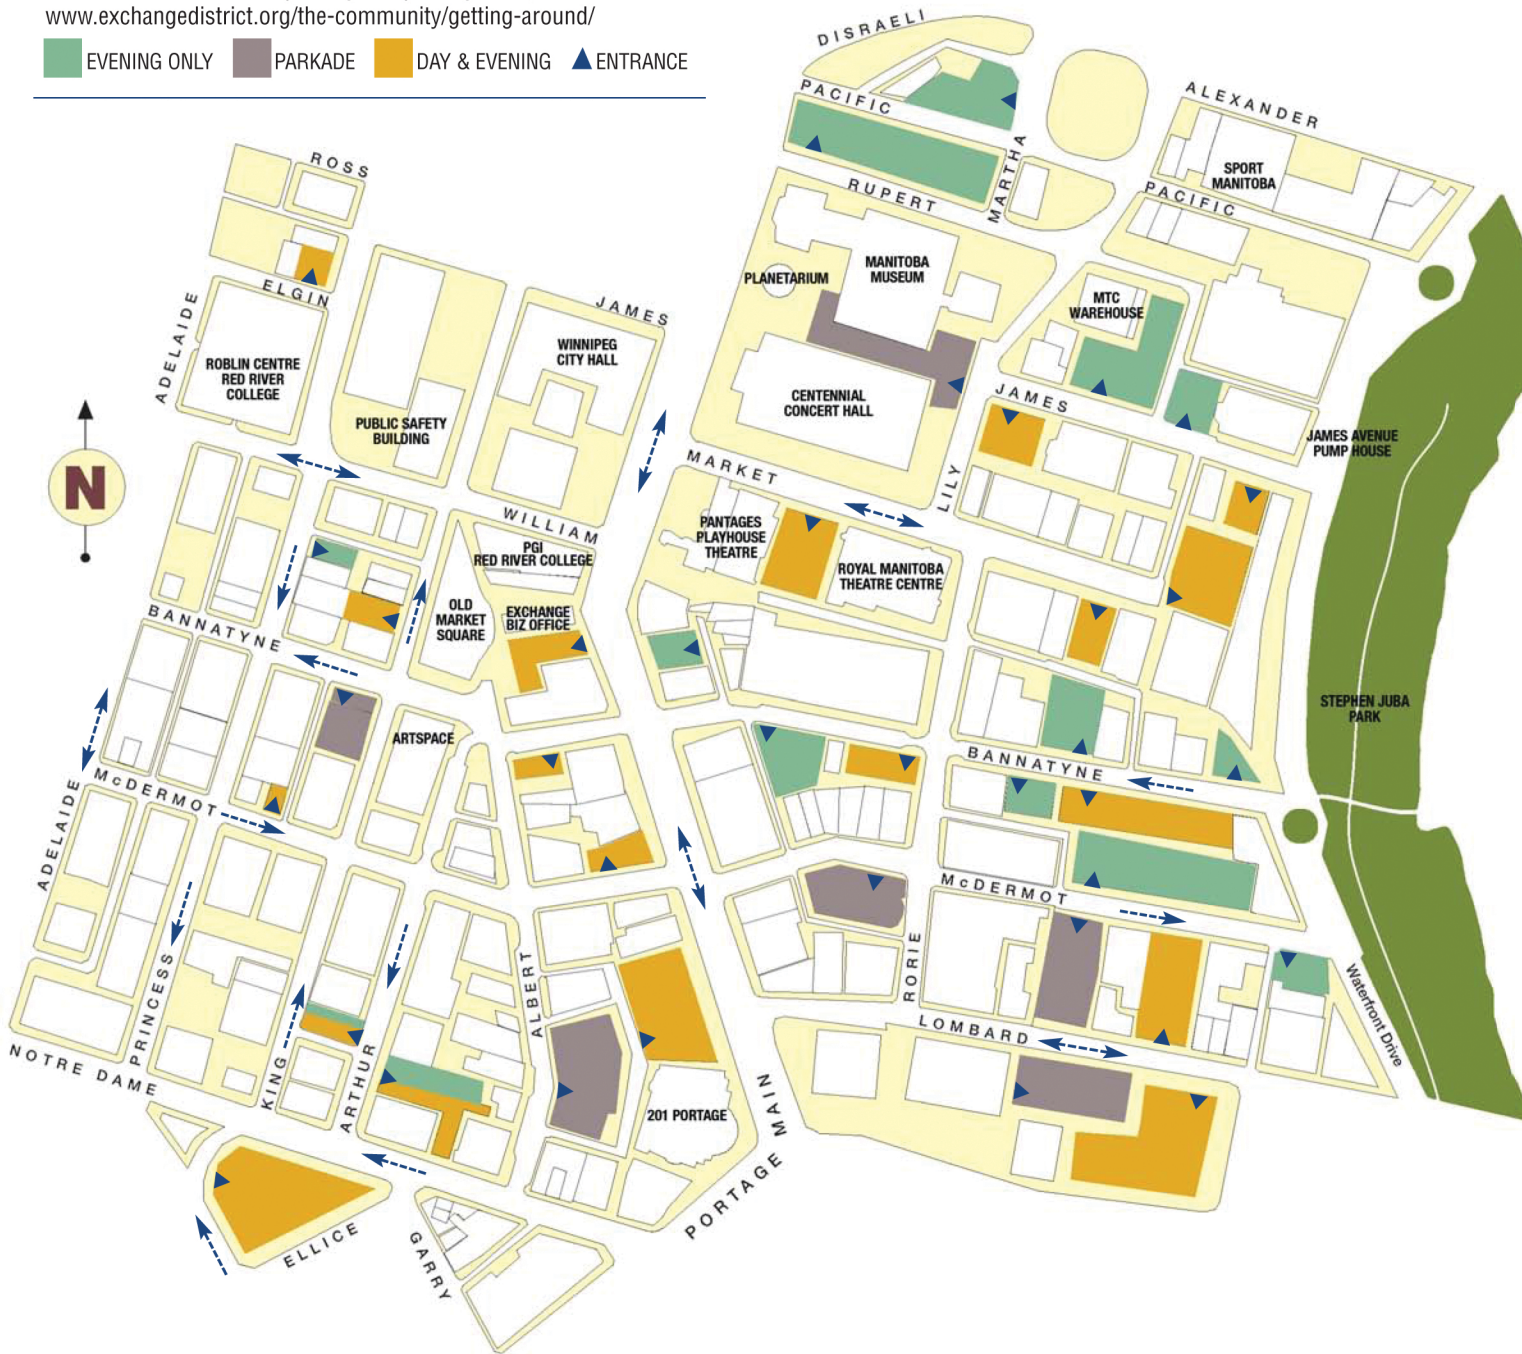 www.exchangedistrict.org/the-community/getting-around/
EVENING ONLY
PARKADE
DAY & EVENING
ENTRANCE
DISRAELI
PACIFIC
ALEXANDER
MARTHA
SPORT
MANITOBA
PACIFIC
RUPERT
ROSS
ELGIN
ADELAIDE
JAMES
PLANETARIUM
MANITOBA
MUSEUM
MTC
WAREHOUSE
WINNIPEG
CITY HALL
ROBLIN CENTRE
RED RIVER
COLLEGE
CENTENNIAL
CONCERT HALL
JAMES
PUBLIC SAFETY
BUILDING
JAMES AVENUE
PUMP HOUSE
N
MARKET
LILY
WILLIAM
PANTAGES
PLAYHOUSE
THEATRE
PGI
RED RIVER COLLEGE
ROYAL MANITOBA
THEATRE CENTRE
OLD
MARKET
SQUARE
EXCHANGE
BIZ OFFICE
BANNATYNE
STEPHEN JUBA
PARK
ARTSPACE
BANNATYNE
McDERMOT
ADELAIDE
McDERMOT
PRINCESS
ALBERT
RORIE
Waterfront Drive
LOMBARD
NOTRE DAME
KING
ARTHUR
201 PORTAGE
MAIN
PORTAGE
ELLICE
GARRY